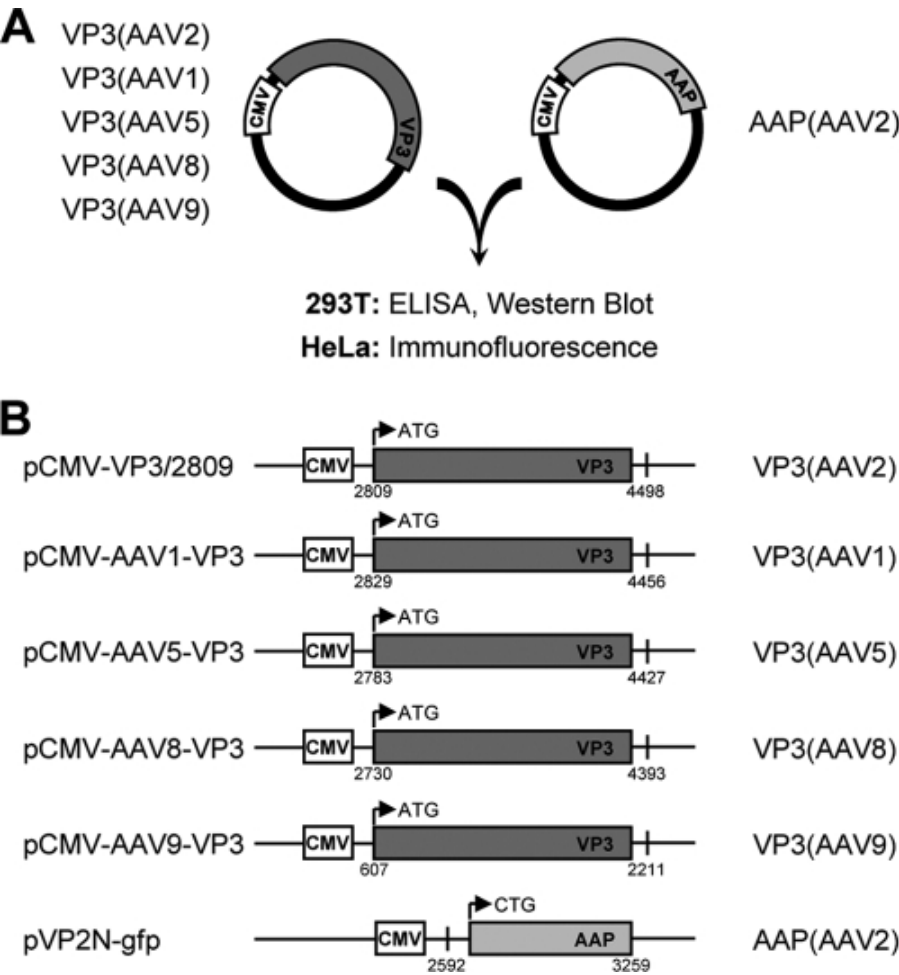 A
VP3(AAV2)
VP3(AAV1)
VP3(AAV5)
VP3(AAV8)
VP3(AAV9)
CMV
VP3
CMV
AAP
AAP(AAV2)
293T: ELISA, Western Blot
HeLa: Immunofluorescence
B
pCMV-VP3/2809 CMV ATG VP3 VP3(AAV2)
2809 4498
pCMV-AAV1-VP3 CMV ATG VP3 VP3(AAV1)
2829 4456
pCMV-AAV5-VP3 CMV ATG VP3 VP3(AAV5)
2783 4427
pCMV-AAV8-VP3 CMV ATG VP3 VP3(AAV8)
2730 4393
pCMV-AAV9-VP3 CMV ATG VP3 VP3(AAV9)
607 2211
pVP2N-gfp CMV CTG AAP AAP(AAV2)
2592 3259